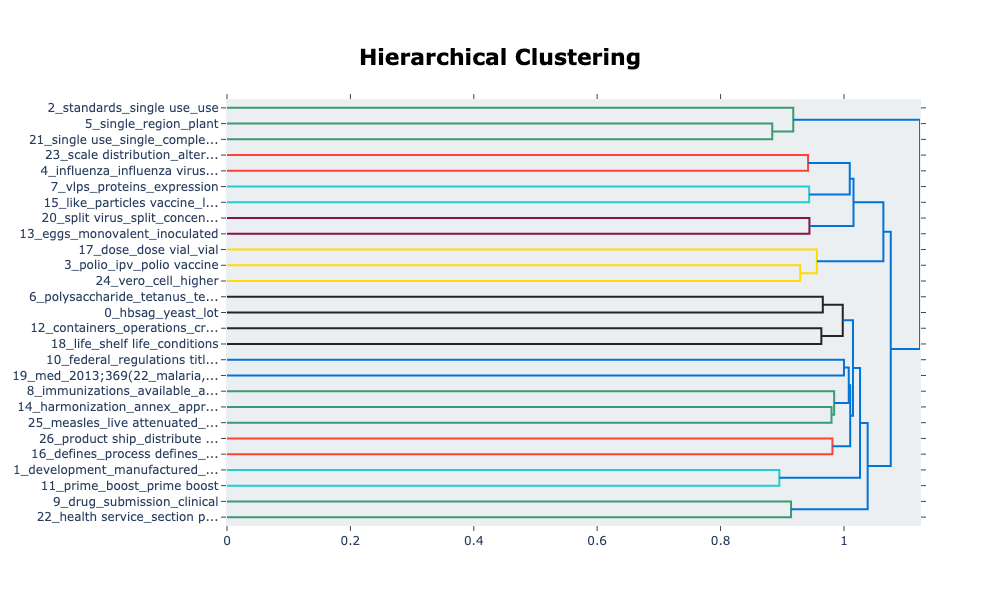 Hierarchical Clustering
2_standards_single use_use
5_single_region_plant
21_single use_single_comple...
23_scale distribution_alter...
4_influenza_influenza virus...
7_vlps_proteins_expression
15_like_particles vaccine_l...
20_split virus_split_concen...
13_eggs_monovalent_inoculated
17_dose_dose vial_vial
3_polio_ipv_polio vaccine
24_vero_cell_higher
6_polysaccharide_tetanus_te...
0_hbsag_yeast_lot
12_containers_operations_cr...
18_life_shelf life_conditions
10_federal_regulations titl...
19_med_2013;369(22_malaria,...
8_immunizations_available_a...
14_harmonization_annex_appr...
25_measles_live attenuated_...
26_product ship_distribute ...
16_defines_process defines_...
1_development_manufactured_...
11_prime_boost_prime boost
9_drug_submission_clinical
22_health service_section p...
0 0.2 0.4 0.6 0.8 1